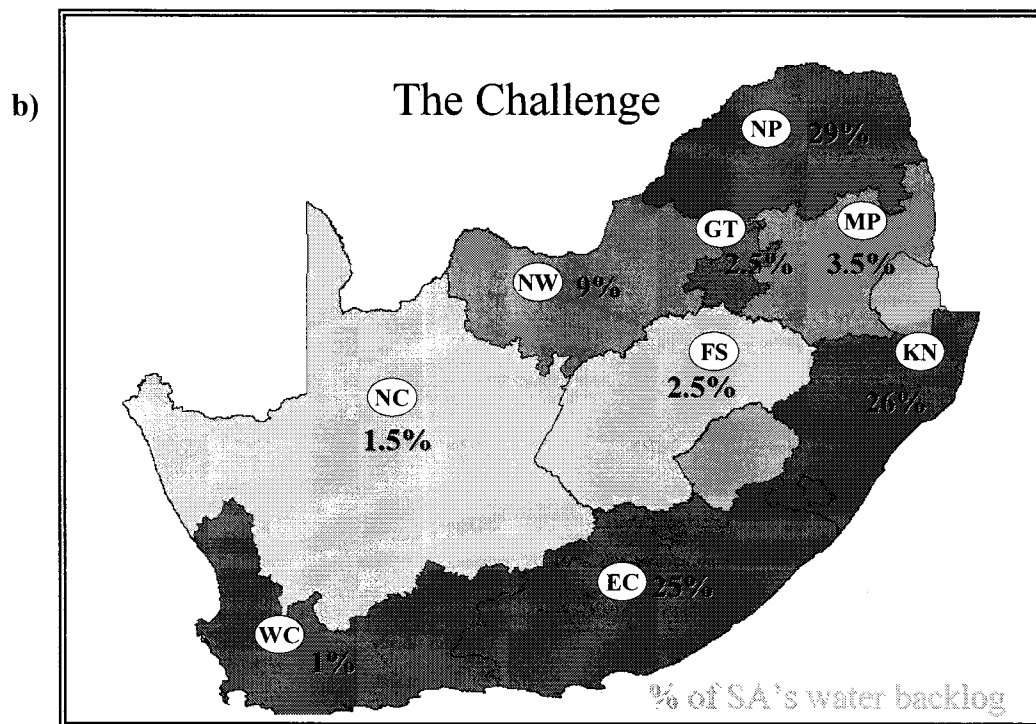 b)
The Challenge
NP 29%
GT
2.5%
MP
3.5%
NW 9%
FS
2.5%
KN
26%
NC
1.5%
EC 25%
WC
1%
% of SA's water backlog